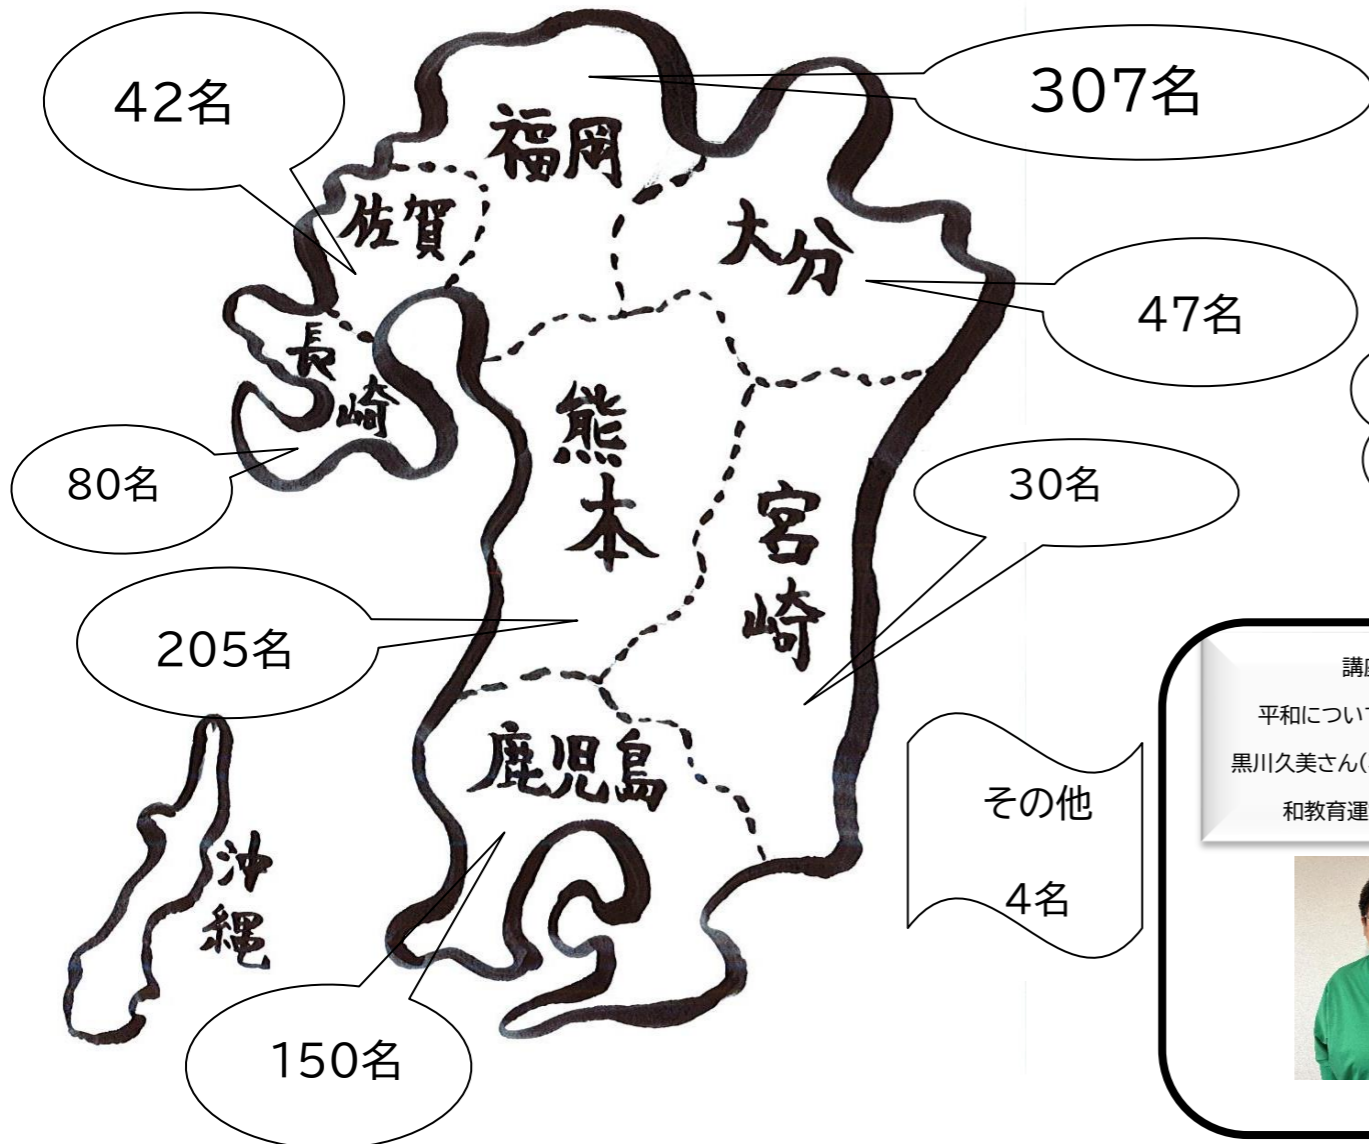 42名
307名
福岡
佐賀
大分
47名
長崎
熊本
80名
30名
宮崎
205名
鹿児島
その他
4名
沖縄
150名
講
平和につい
黒川久美さん(
和教育運